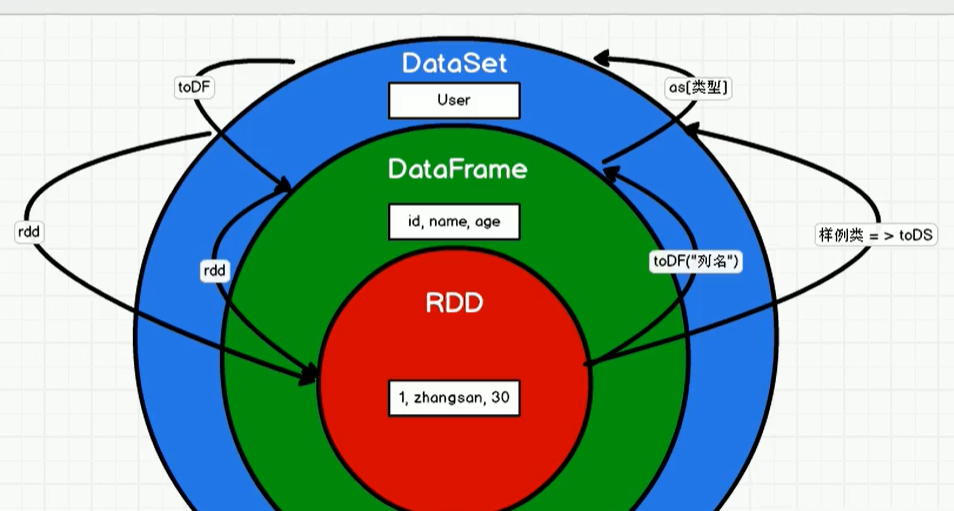 DataSet
toDF
User
as[类型]
DataFrame
id, name, age
rdd
样例类 = > toDS
toDF("列名")
rdd
RDD
1, zhangsan, 30